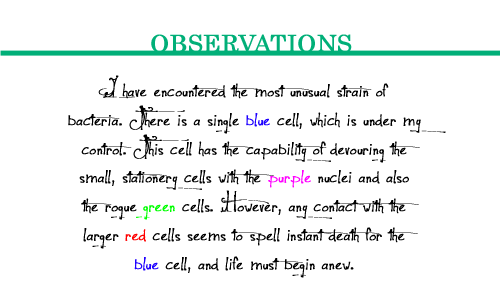 OBSERVATIONS
I have encountered the most unusual strain of
bacteria. There is a single blue cell, which is under my
control. This cell has the capability of devouring the
small, stationery cells with the purple nuclei and also
the rogue green cells. However, any contact with the
larger red cells seems to spell instant death for the
blue cell, and life must begin anew.